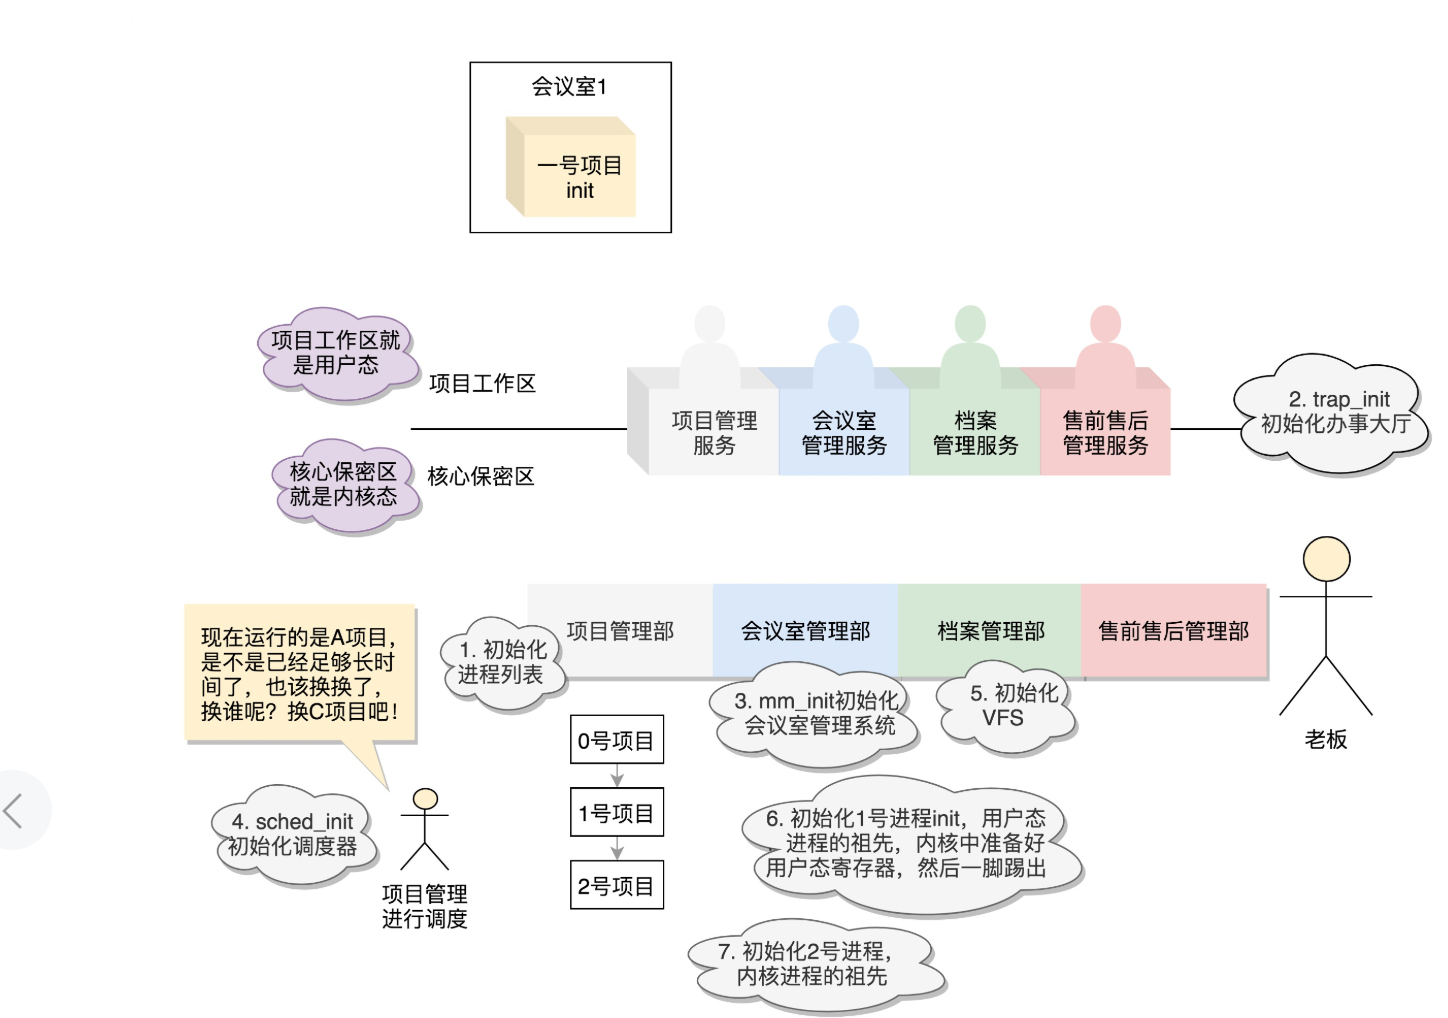 会议室1
一号项目
init
项目工作区就
是用户态
项目工作区
核心保密区
就是内核态
核心保密区
项目管理
服务
会议室
管理服务
档案
管理服务
售前售后
管理服务
2. trap_init
初始化办事大厅
现在运行的是A项目，
是不是已经足够长时
间了，也该换换了，
换谁呢？换C项目吧！
1. 初始化
进程列表
项目管理部
会议室管理部
档案管理部
售前售后管理部
3. mm_init初始化
会议室管理系统
5. 初始化
VFS
老板
0号项目
1号项目
2号项目
4. sched_init
初始化调度器
项目管理
进行调度
6. 初始化1号进程init，用户态
进程的祖先，内核中准备好
用户态寄存器，然后一脚踢出
7. 初始化2号进程，
内核进程的祖先